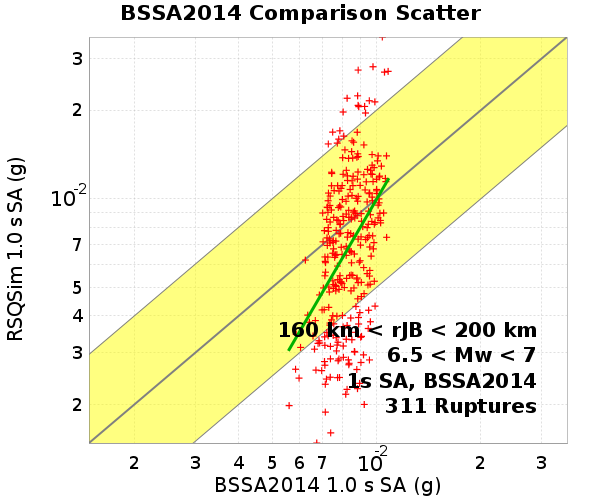 BSSA2014 Comparison Scatter
RSQSim 1.0 s SA (g)
3
2
10-2
7
5
4
3
2
160 km < rJB < 200 km
6.5 < Mw < 7
1s SA, BSSA2014
311 Ruptures
2 3 4 5 6 7 10-2 2 3
BSSA2014 1.0 s SA (g)